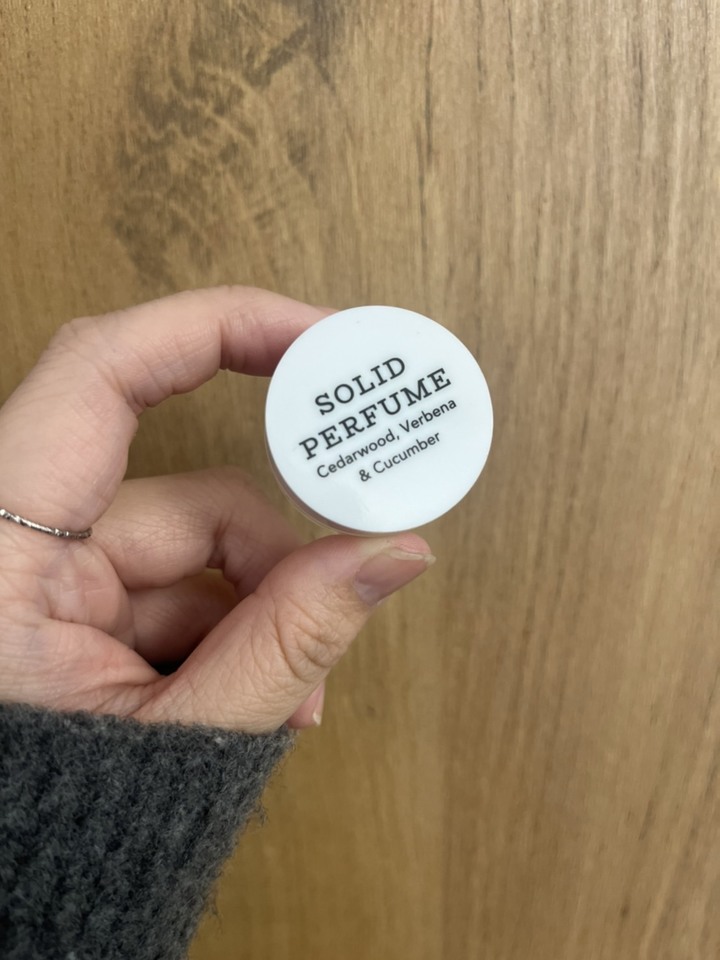 SOLID
PERFUME
Cedarwood, Verbena
& Cucumber